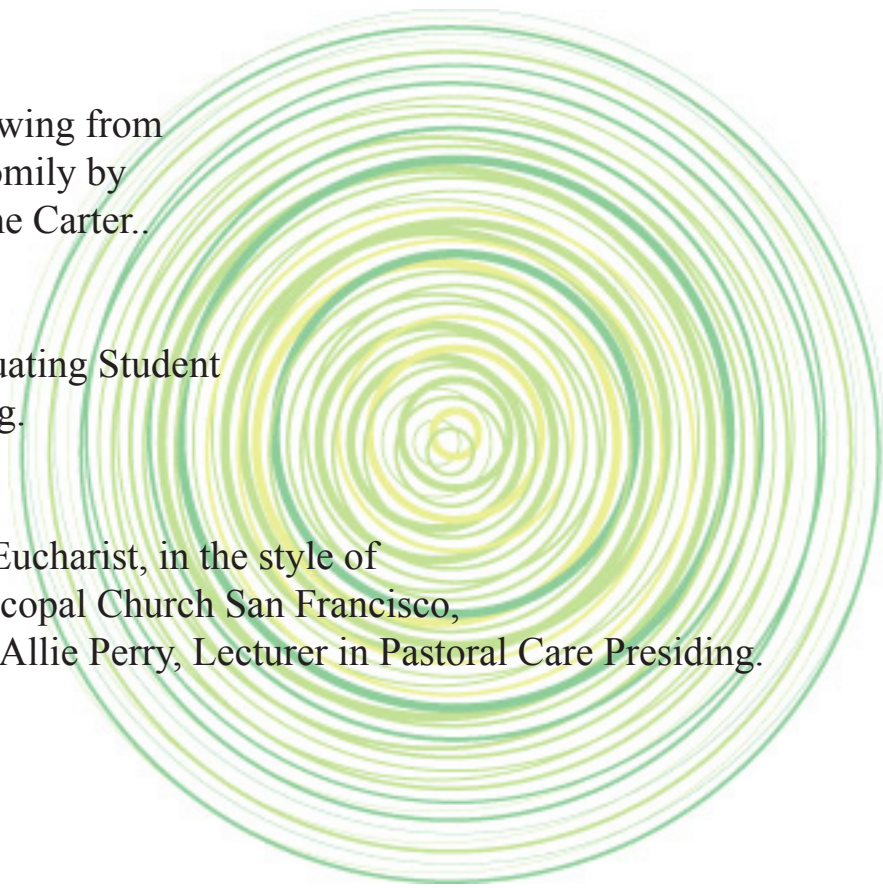 wing from
omily by
ne Carter..
uating Student
g.
Eucharist, in the style of
copal Church San Francisco,
Allie Perry, Lecturer in Pastoral Care Presiding.